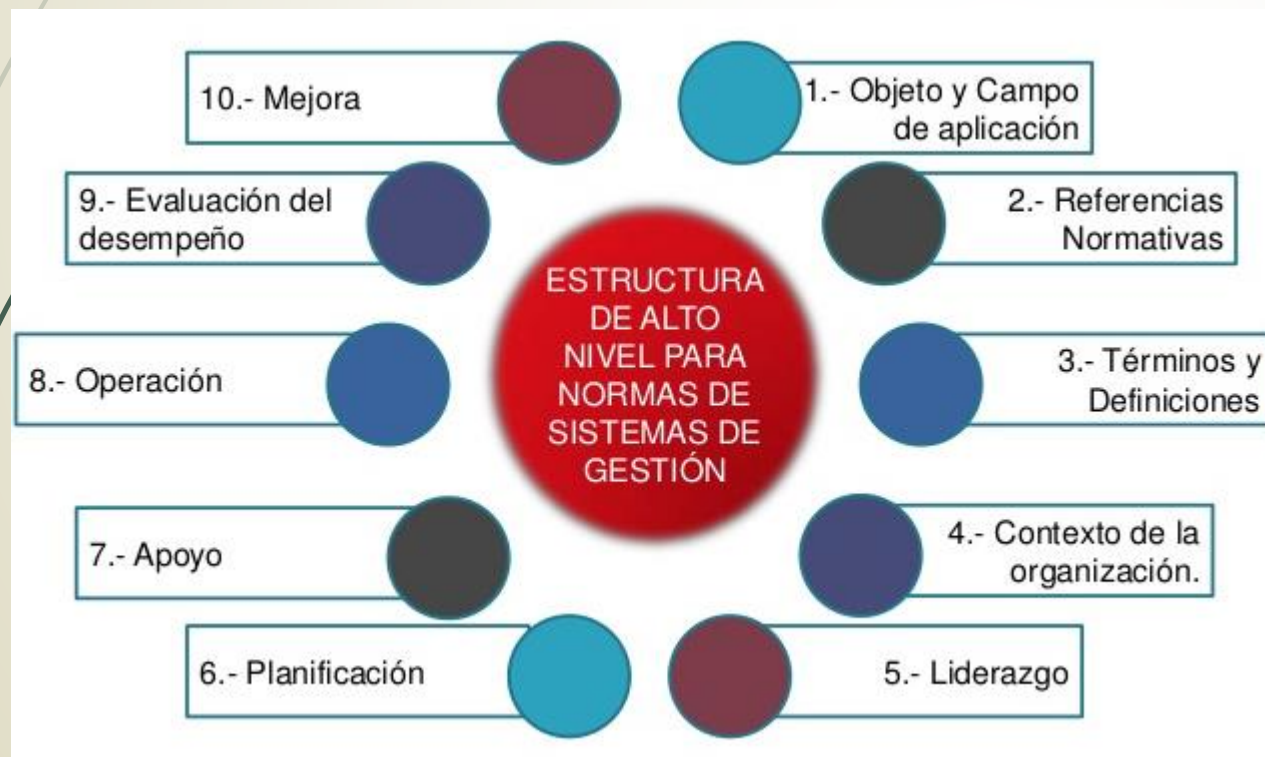 ESTRUCTURA
DE ALTO
NIVEL PARA
NORMAS DE
SISTEMAS DE
GESTIÓN
1.- Objeto y Campo
de aplicación
2.- Referencias
Normativas
3.- Términos y
Definiciones
4.- Contexto de la
organización.
5.- Liderazgo
6.- Planificación
7.- Apoyo
8.- Operación
9.- Evaluación del
desempeño
10.- Mejora